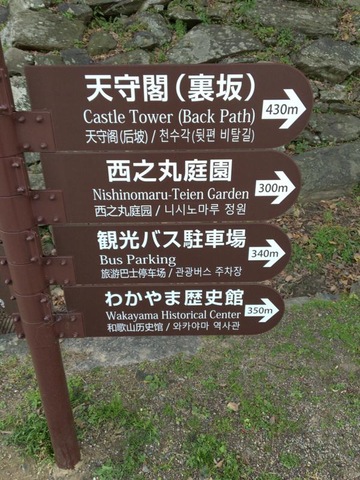 天守閣（裏坂）
Castle Tower (Back Path)
天守阁（后坡）/ 천수각(뒷편 비탈길)
430m
西之丸庭園
Nishinomaru-Teien Garden
西之丸庭园 / 니시노마루 정원
300m
観光バス駐車場
Bus Parking
旅游巴士停车场 / 관광버스 주차장
340m
わかやま歴史館
Wakayama Historical Center
和歌山历史馆 / 와카야마 역사관
350m